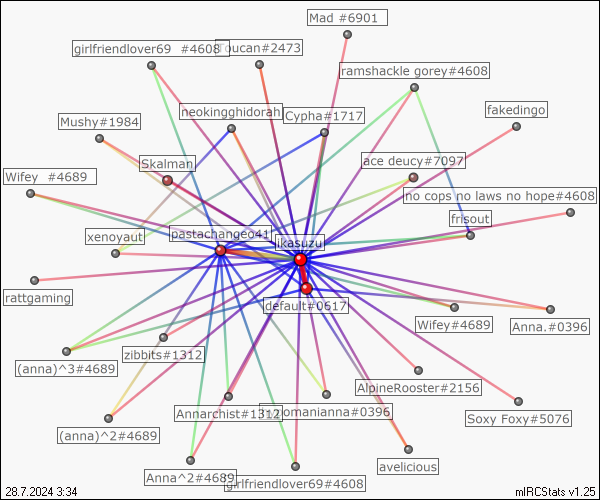 Mad #6901
girlfriendlover69 #4608
Toucan#2473
ramshackle gorey#4608
neokingghidorah
Cypha#1717
fakedingo
Mushy#1984
Skalman
ace deucy#7097
Wifey #4689
no cops no laws no hope#4608
frisout
xenoyaut
pastachangeo41
ikasuzu
rattgaming
default#0617
Wifey#4689
Anna.#0396
(anna)^3#4689
zibbits#1312
AlpineRooster#2156
Annarchist#1312
omanianna#0396
Soxy Foxy#5076
(anna)^2#4689
avelicious
Anna^2#4689
girlfriendlover69#4608
28.7.2024 3:34
mIRCStats v1.25